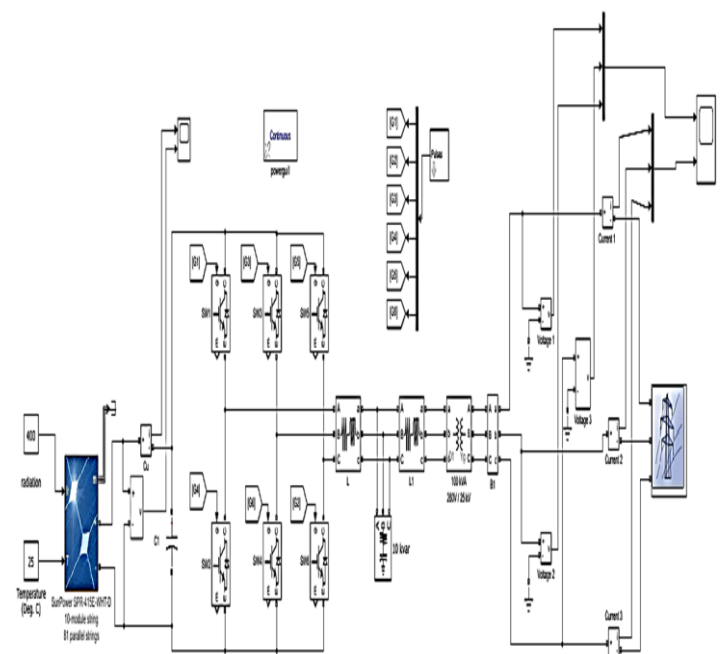 Continuous
powergui
[G1]
[G2]
[G3]
[G4]
[G5]
[G6]
Pulses
[G1]
[G3]
[G5]
SW1
SW3
SW5
Current 1
Voltage 1
Voltage 3
Current 2
400
radiation
Cu
L
L1
100 kVA
260V / 25 kV
B1
[G4]
[G6]
[G2]
C1
SW2
SW4
SW6
10 kvar
Voltage 2
25
Temperature
(Deg. C)
SunPower SPR-415E-WHT-D
10-module string
81 parallel strings
Current 3